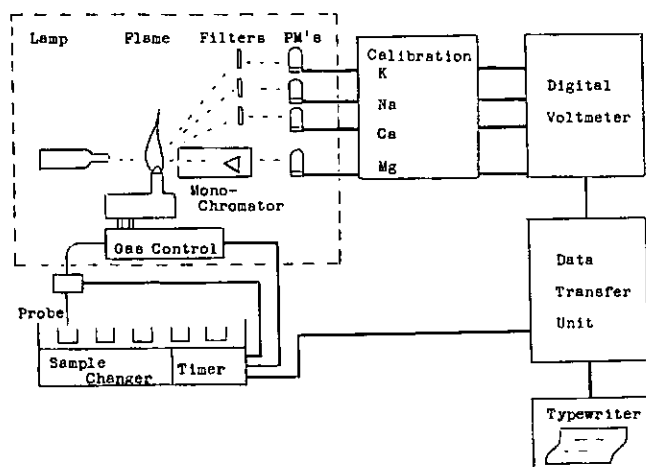 Lamp Plame Filters PM's
Calibration
K
Na
Ca
Mg
Digital
Voltmeter
Mono-
Chromator
Gas Control
Probe
Sample
Changer
Timer
Data
Transfer
Unit
Typewriter